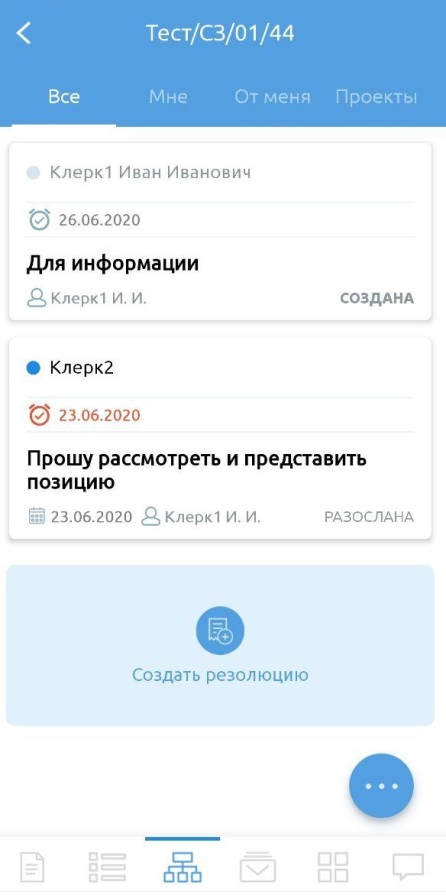 Тест/СЗ/01/44
Все Мне От меня Проекты
Клерк1 Иван Иванович
26.06.2020
Для информации
Клерк1 И. И. СОЗДАНА
Клерк2
23.06.2020
Прошу рассмотреть и представить
позицию
23.06.2020 Клерк1 И. И. РАЗОСЛАНА
Создать резолюцию